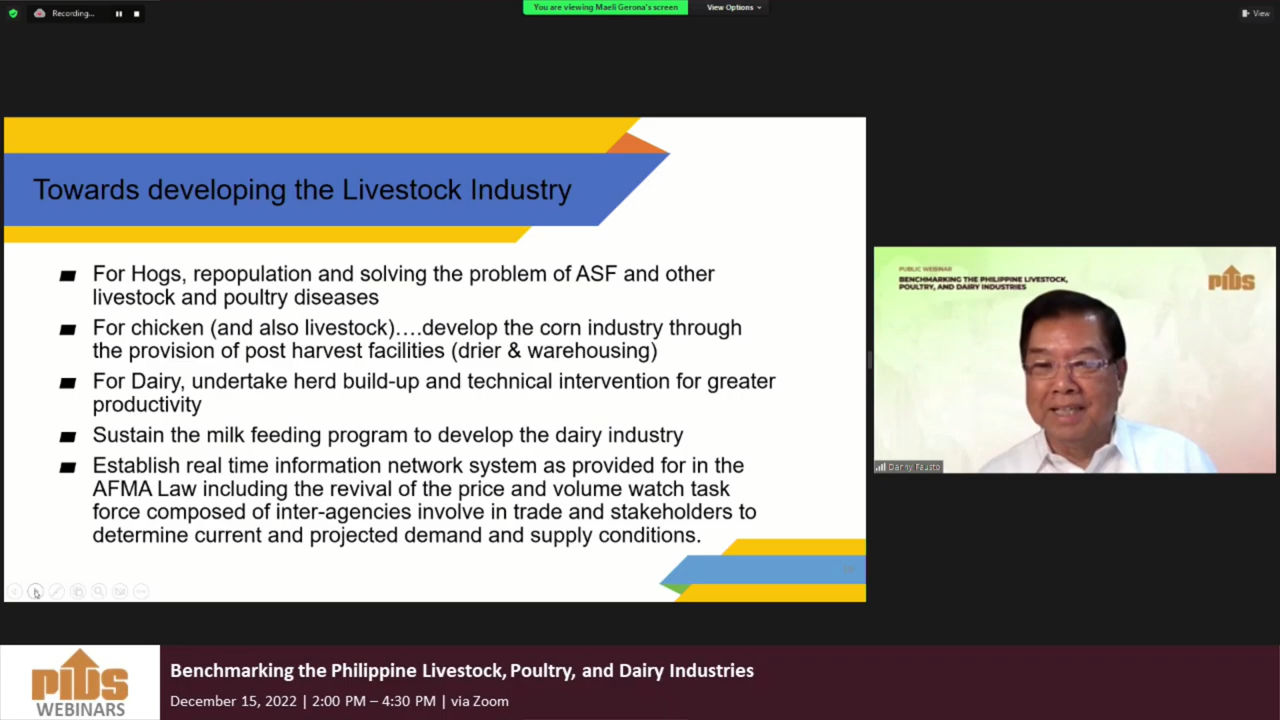 Recording...
You are viewing Maeli Gerona's screen
View Options
View
Towards developing the Livestock Industry
For Hogs, repopulation and solving the problem of ASF and other
livestock and poultry diseases
For chicken (and also livestock)….develop the corn industry through
the provision of post harvest facilities (drier & warehousing)
For Dairy, undertake herd build-up and technical intervention for greater
productivity
Sustain the milk feeding program to develop the dairy industry
Establish real time information network system as provided for in the
AFMA Law including the revival of the price and volume watch task
force composed of inter-agencies involve in trade and stakeholders to
determine current and projected demand and supply conditions.
PUBLIC WEBINAR
BENCHMARKING THE PHILIPPINE LIVESTOCK,
POULTRY, AND DAIRY INDUSTRIES
PIDS
Danny Fausto
PIDS
WEBINARS
Benchmarking the Philippine Livestock, Poultry, and Dairy Industries
December 15, 2022 | 2:00 PM – 4:30 PM | via Zoom